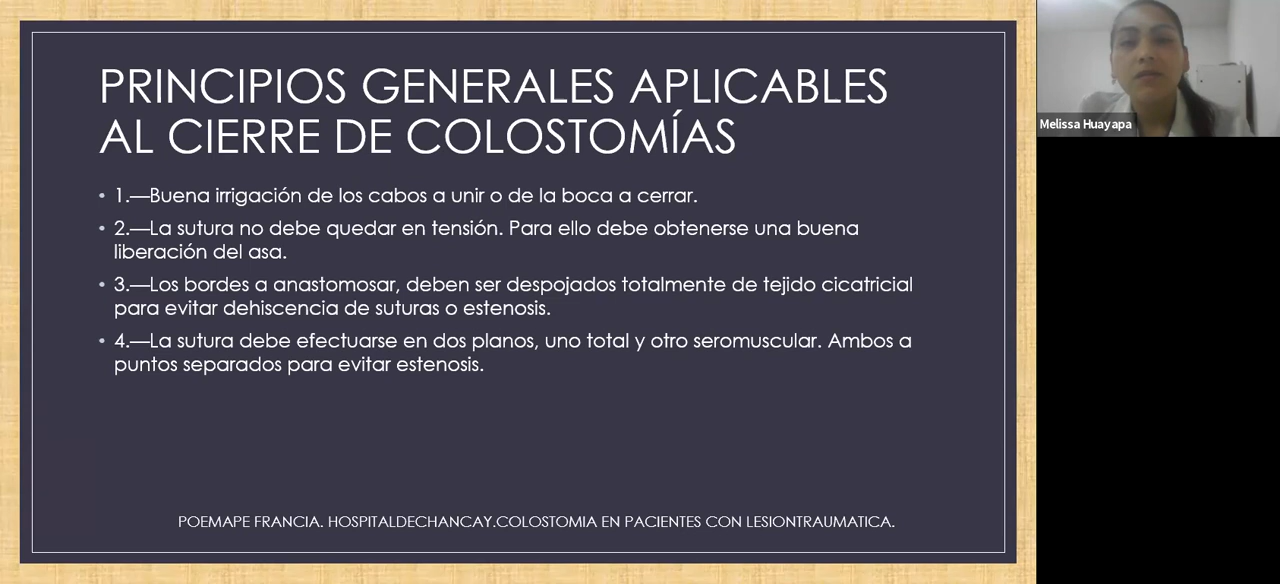 PRINCIPIOS GENERALES APLICABLES
AL CIERRE DE COLOSTOMÍAS
• 1.—Buena irrigación de los cabos a unir o de la boca a cerrar.
• 2.—La sutura no debe quedar en tensión. Para ello debe obtenerse una buena
liberación del asa.
• 3.—Los bordes a anastomosar, deben ser despojados totalmente de tejido cicatricial
para evitar dehiscencia de suturas o estenosis.
• 4.—La sutura debe efectuarse en dos planos, uno total y otro seromuscular. Ambos a
puntos separados para evitar estenosis.
POEMAPE FRANCIA. HOSPITALDECHANCAY.COLOSTOMIA EN PACIENTES CON LESIONTRAUMATICA.
Melissa Huayapa